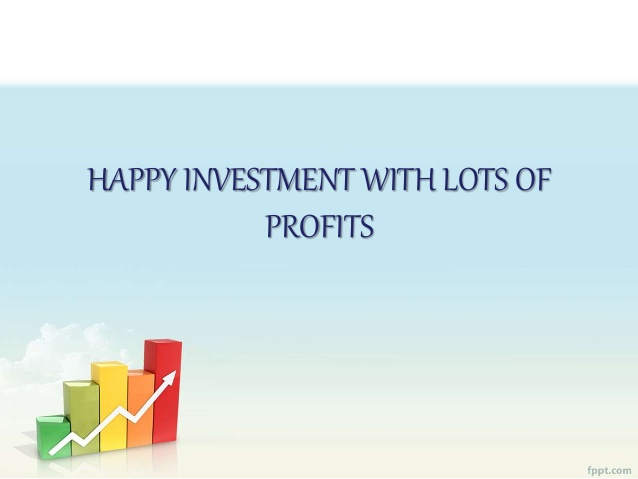 HAPPY INVESTMENT WITH LOTS OF
PROFITS
fppt.com